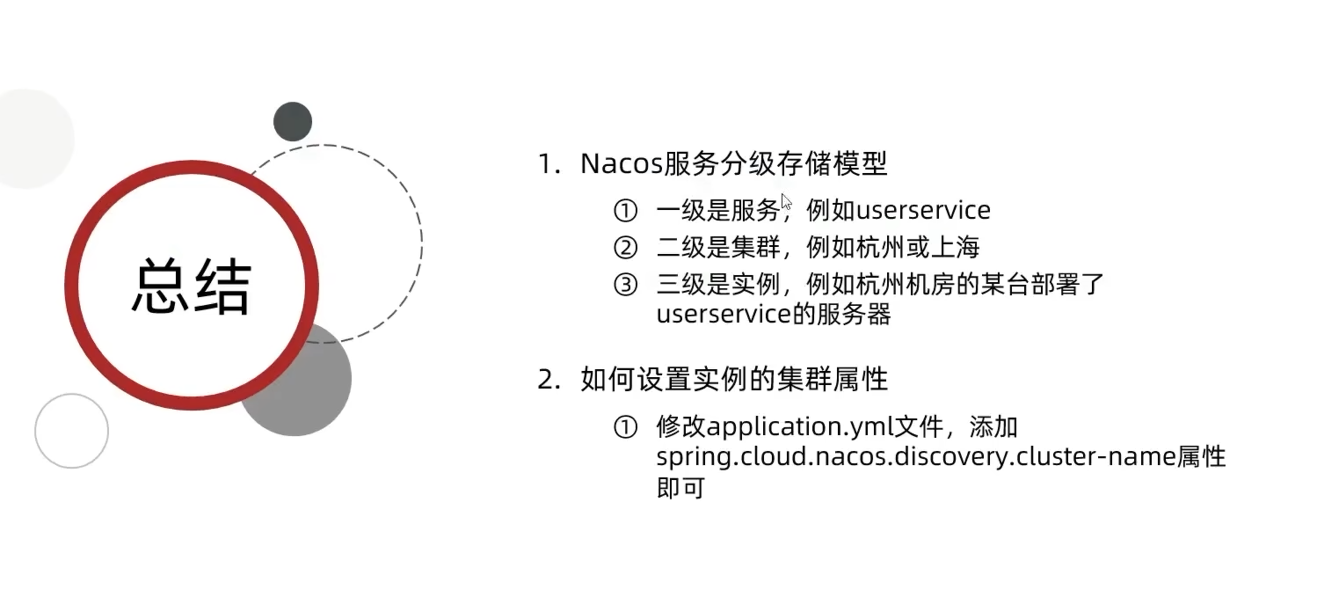 总结
1. Nacos服务分级存储模型
① 一级是服务，例如userservice
② 二级是集群，例如杭州或上海
③ 三级是实例，例如杭州机房的某台部署了
userservice的服务器
2. 如何设置实例的集群属性
① 修改application.yml文件，添加
spring.cloud.nacos.discovery.cluster-name属性
即可